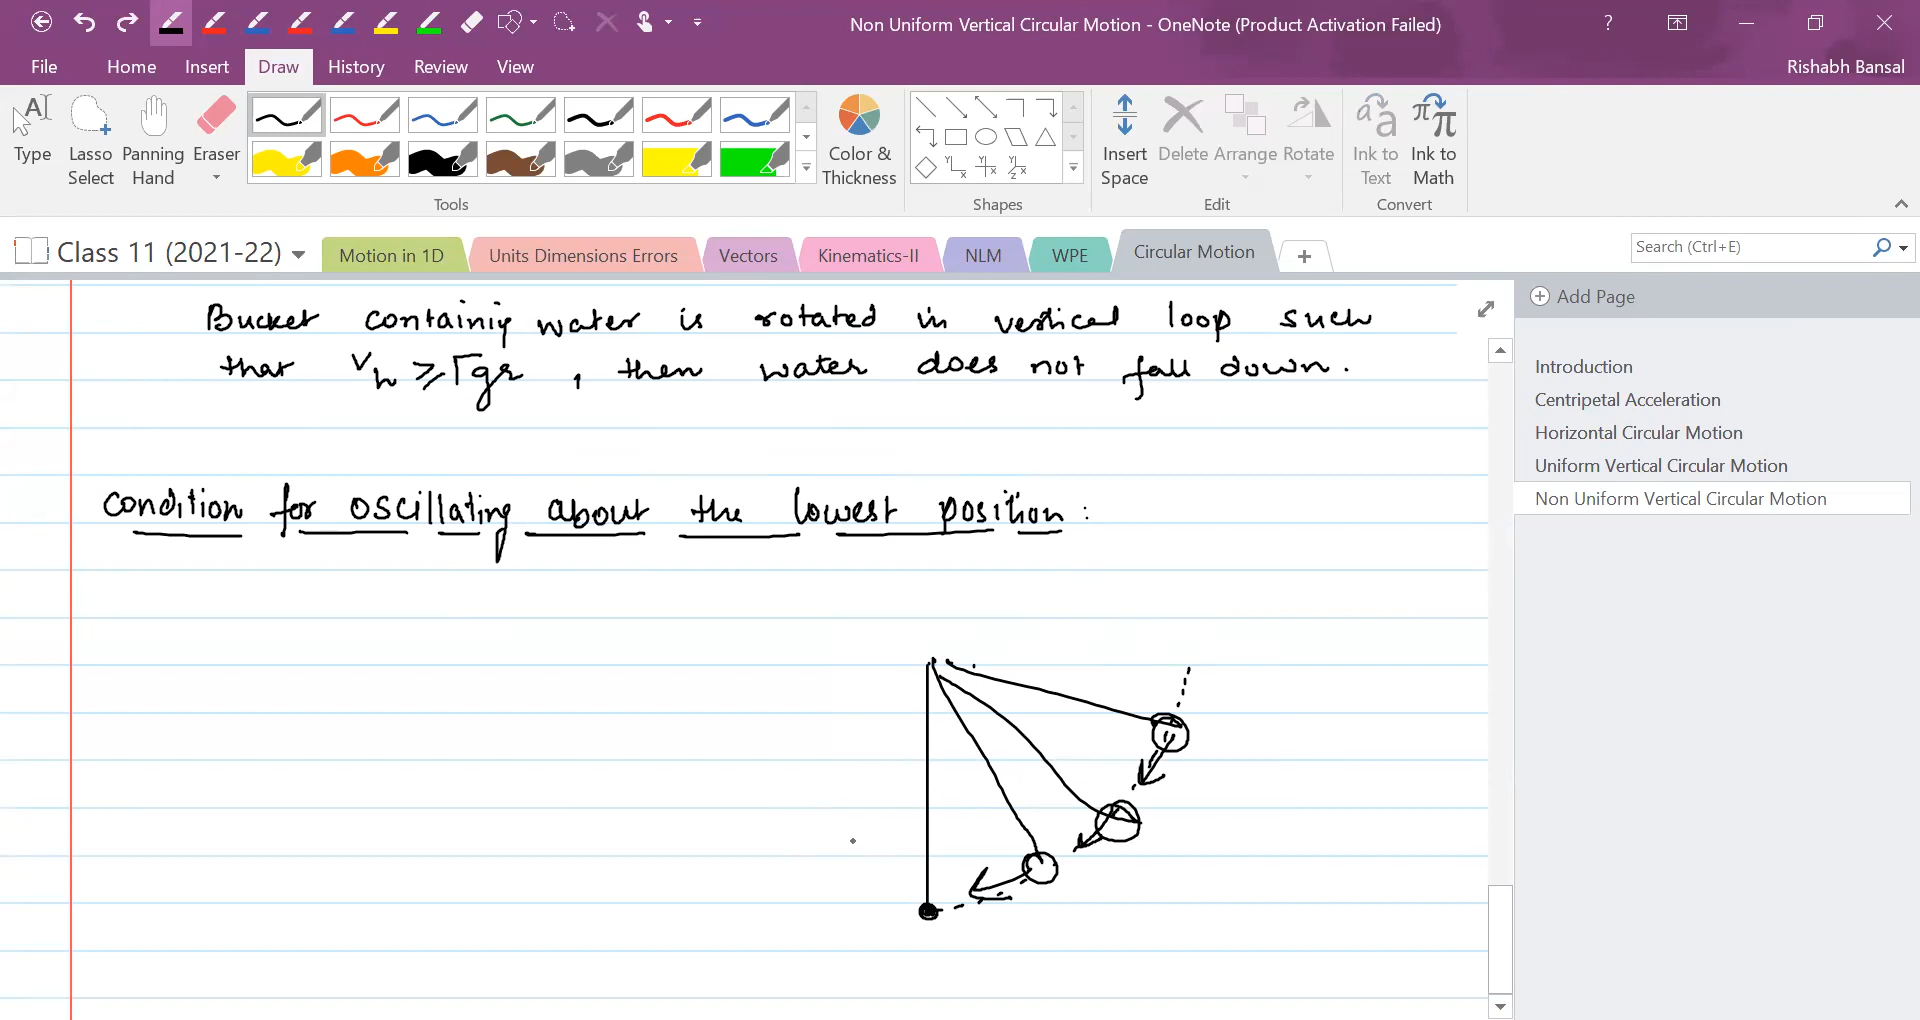 Non Uniform Vertical Circular Motion - OneNote (Product Activation Failed)
?
File Home Insert Draw History Review View
Rishabh Bansal
Type
Lasso Select
Panning Hand
Eraser
Color & Thickness
Insert Space
Delete
Arrange
Rotate
Ink to Text
Ink to Math
Tools
Shapes
Edit
Convert
Class 11 (2021-22)
Motion in 1D
Units Dimensions Errors
Vectors
Kinematics-II
NLM
WPE
Circular Motion
Search (Ctrl+E)
Add Page
Introduction
Centripetal Acceleration
Horizontal Circular Motion
Uniform Vertical Circular Motion
Non Uniform Vertical Circular Motion
Bucket containig water is rotated in vertical loop such
that Vh ≥ √gr , then water does not fall down.
Condition for oscillating about the lowest position :